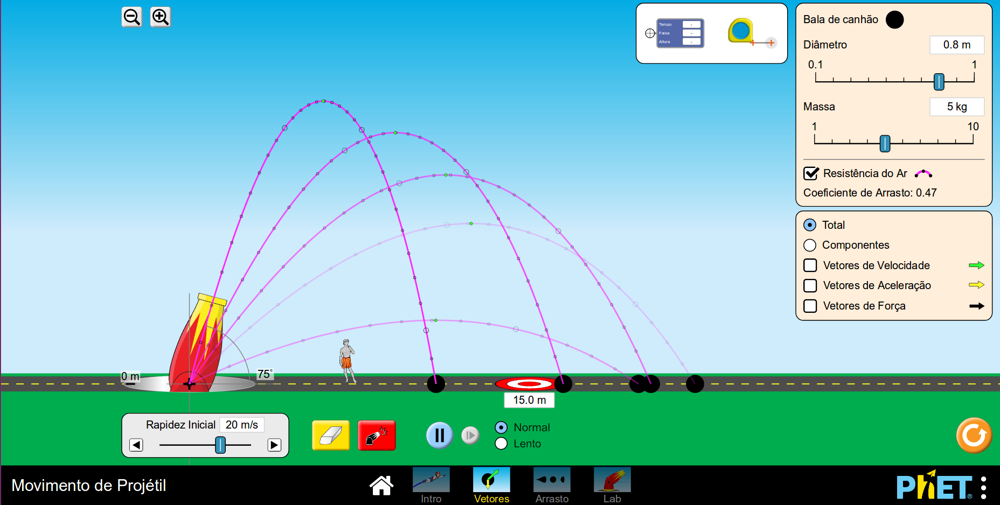 Tempo -
Faixa -
Altura -
Bala de canhão
Diâmetro 0.8 m
0.1 1
Massa 5 kg
1 10
Resistência do Ar
Coeficiente de Arrasto: 0.47
Total
Componentes
Vetores de Velocidade
Vetores de Aceleração
Vetores de Força
0 m
75°
15.0 m
Rapidez Inicial 20 m/s
Normal
Lento
Movimento de Projétil
Intro
Vetores
Arrasto
Lab
PhET®